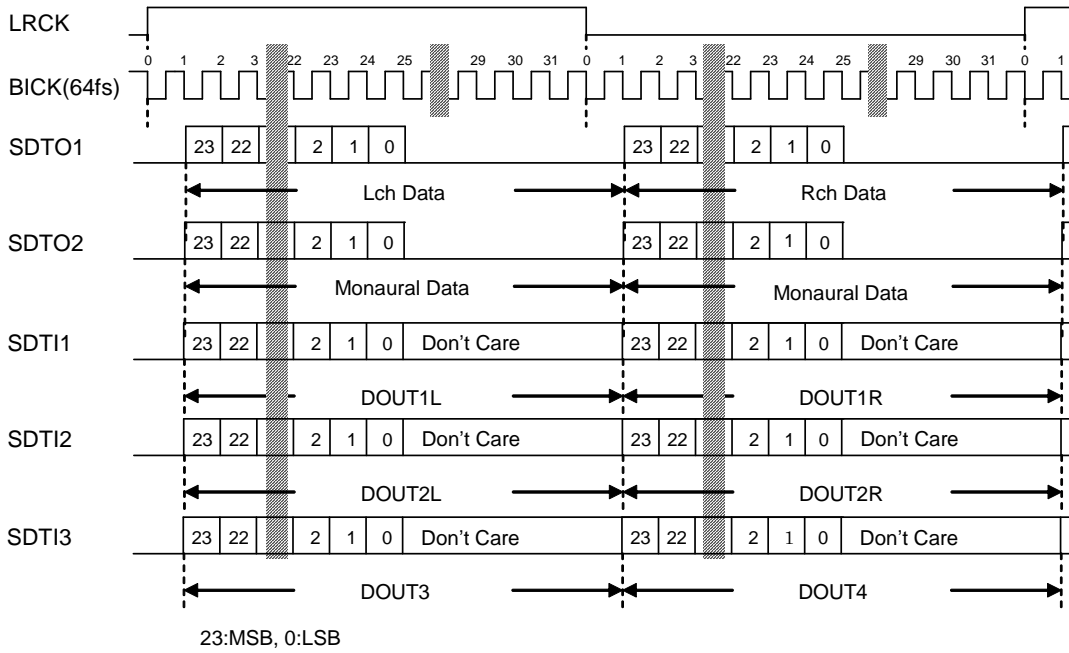 LRCK
0 1 2 3 22 23 24 25 29 30 31 0 1 2 3 22 23 24 25 29 30 31 0 1
BICK(64fs)
SDTO1 23 22 2 1 0 23 22 2 1 0
Lch Data Rch Data
SDTO2 23 22 2 1 0 23 22 2 1 0
Monaural Data Monaural Data
SDTI1 23 22 2 1 0 Don't Care 23 22 2 1 0 Don't Care
DOUT1L DOUT1R
SDTI2 23 22 2 1 0 Don't Care 23 22 2 1 0 Don't Care
DOUT2L DOUT2R
SDTI3 23 22 2 1 0 Don't Care 23 22 2 1 0 Don't Care
DOUT3 DOUT4
23:MSB, 0:LSB